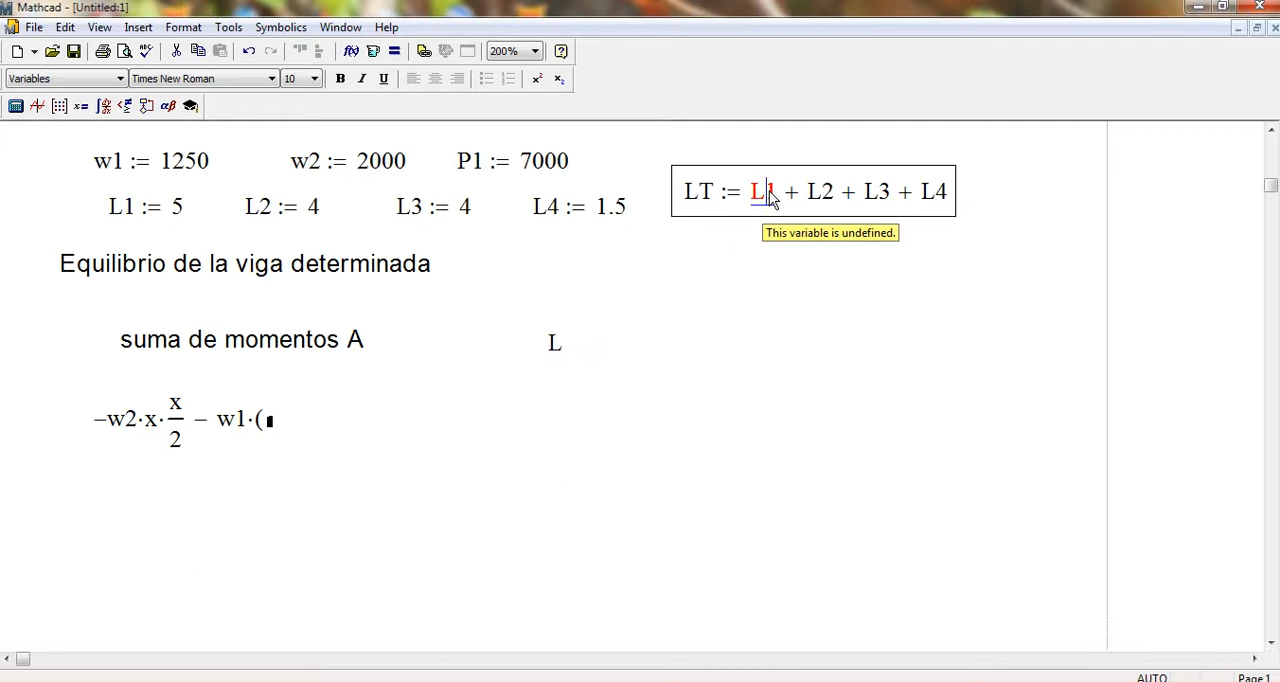 Mathcad - [Untitled:1]
File Edit View Insert Format Tools Symbolics Window Help
200%
Variables Times New Roman 10 B I U
w1 := 1250 w2 := 2000 P1 := 7000
LT := L1 + L2 + L3 + L4
L1 := 5 L2 := 4 L3 := 4 L4 := 1.5
This variable is undefined.
Equilibrio de la viga determinada
suma de momentos A L
−w2·x·x/2 − w1·(
AUTO Page 1